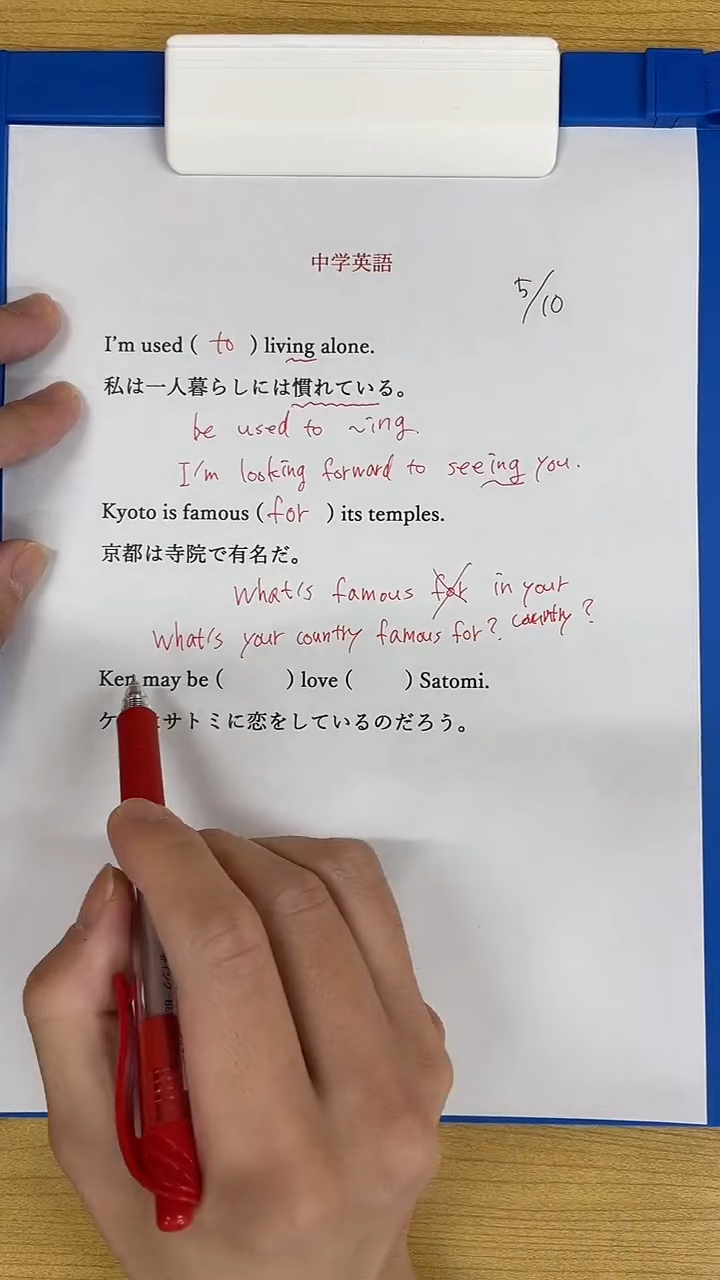 中学英語
5/10
I'm used ( to ) living alone.
私は一人暮らしには慣れている。
be used to ~ing.
I'm looking forward to seeing you.
Kyoto is famous ( for ) its temples.
京都は寺院で有名だ。
What's famous for in your
country?
What's your country famous for?
Ken may be ( ) love ( ) Satomi.
ケ サトミに恋をしているのだろう。